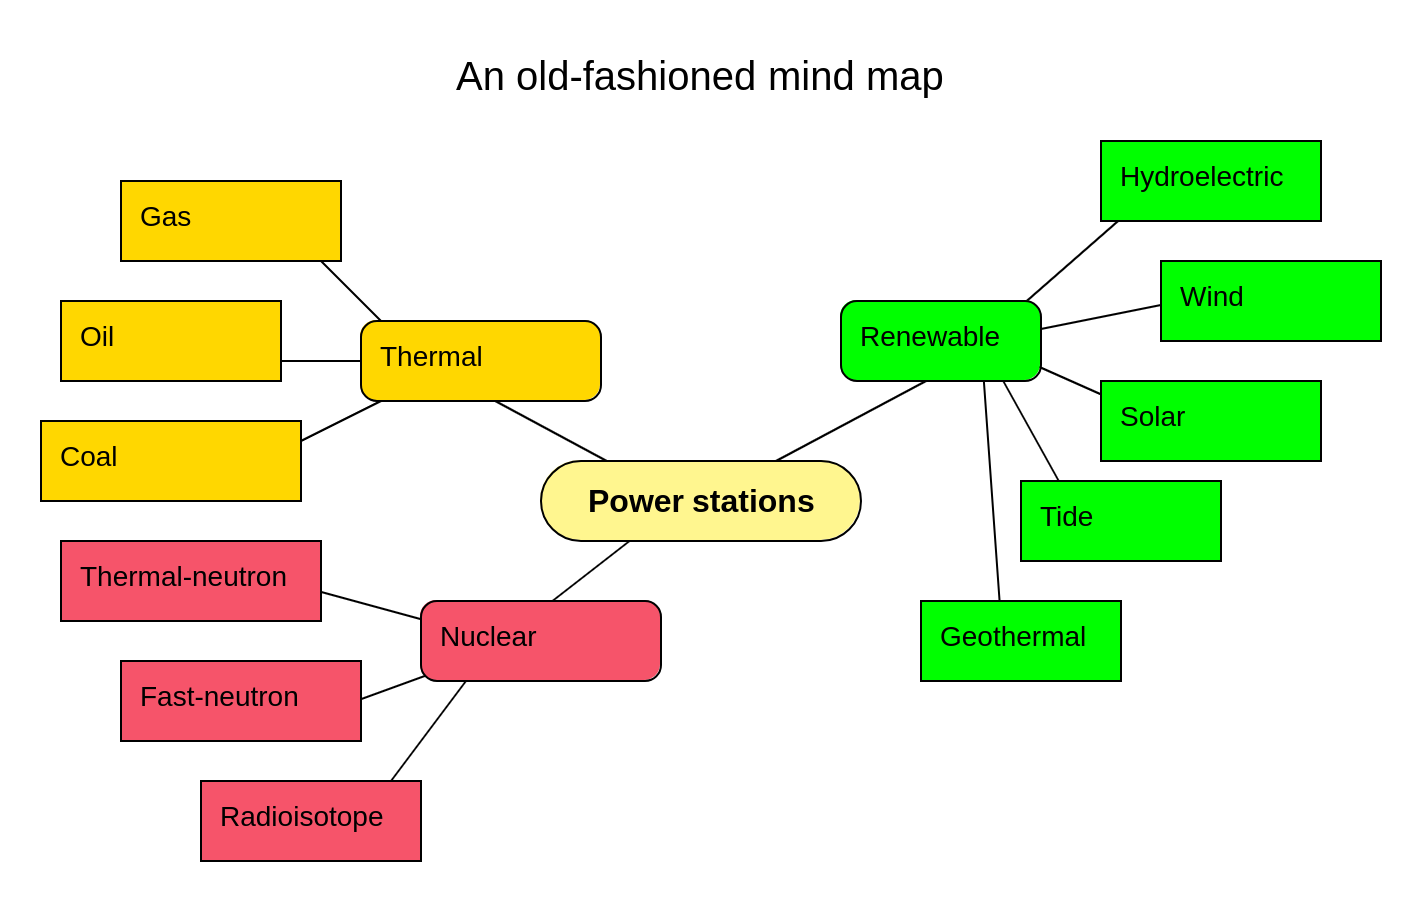 An old-fashioned mind map
Gas
Oil
Coal
Thermal
Power stations
Thermal-neutron
Fast-neutron
Radioisotope
Nuclear
Renewable
Hydroelectric
Wind
Solar
Tide
Geothermal